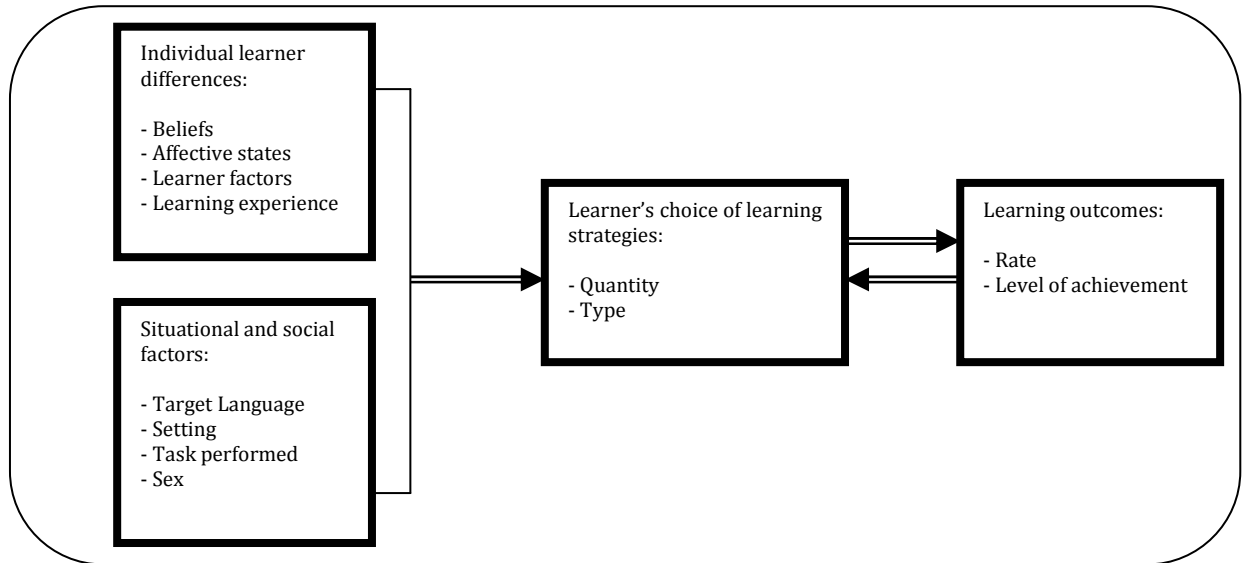 Individual learner
differences:
- Beliefs
- Affective states
- Learner factors
- Learning experience
Situational and social
factors:
- Target Language
- Setting
- Task performed
- Sex
Learner’s choice of learning
strategies:
- Quantity
- Type
Learning outcomes:
- Rate
- Level of achievement